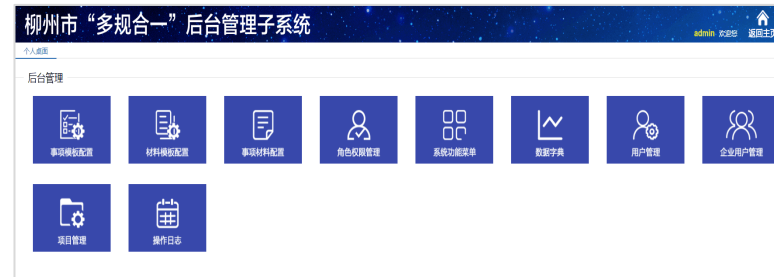 柳州市“多规合一”后台管理子系统
admin 欢迎您 返回主页
个人桌面
后台管理
事项模板配置 材料模板配置 事项材料配置 角色权限管理 系统功能菜单 数据字典 用户管理 企业用户管理
项目管理 操作日志